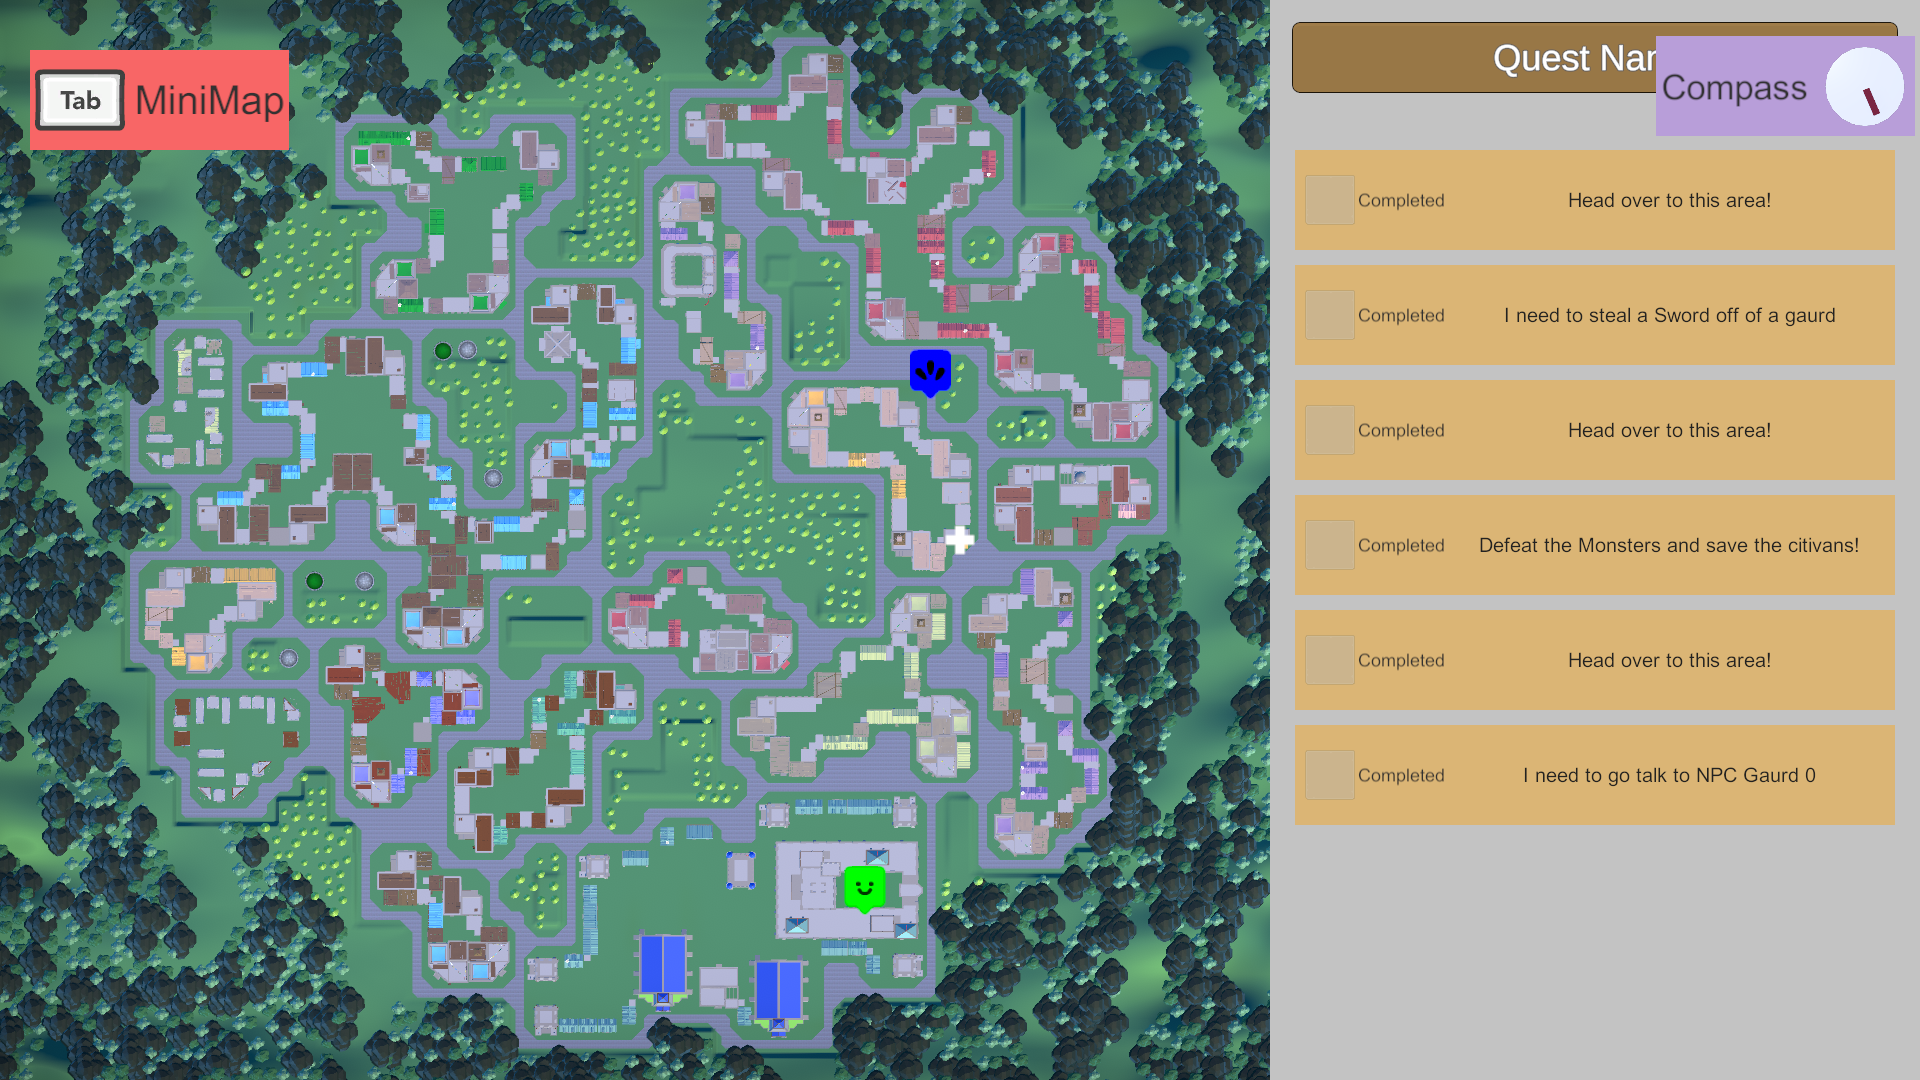 Tab MiniMap
Quest Nar
Compass
Completed Head over to this area!
Completed I need to steal a Sword off of a gaurd
Completed Head over to this area!
Completed Defeat the Monsters and save the citivans!
Completed Head over to this area!
Completed I need to go talk to NPC Gaurd 0